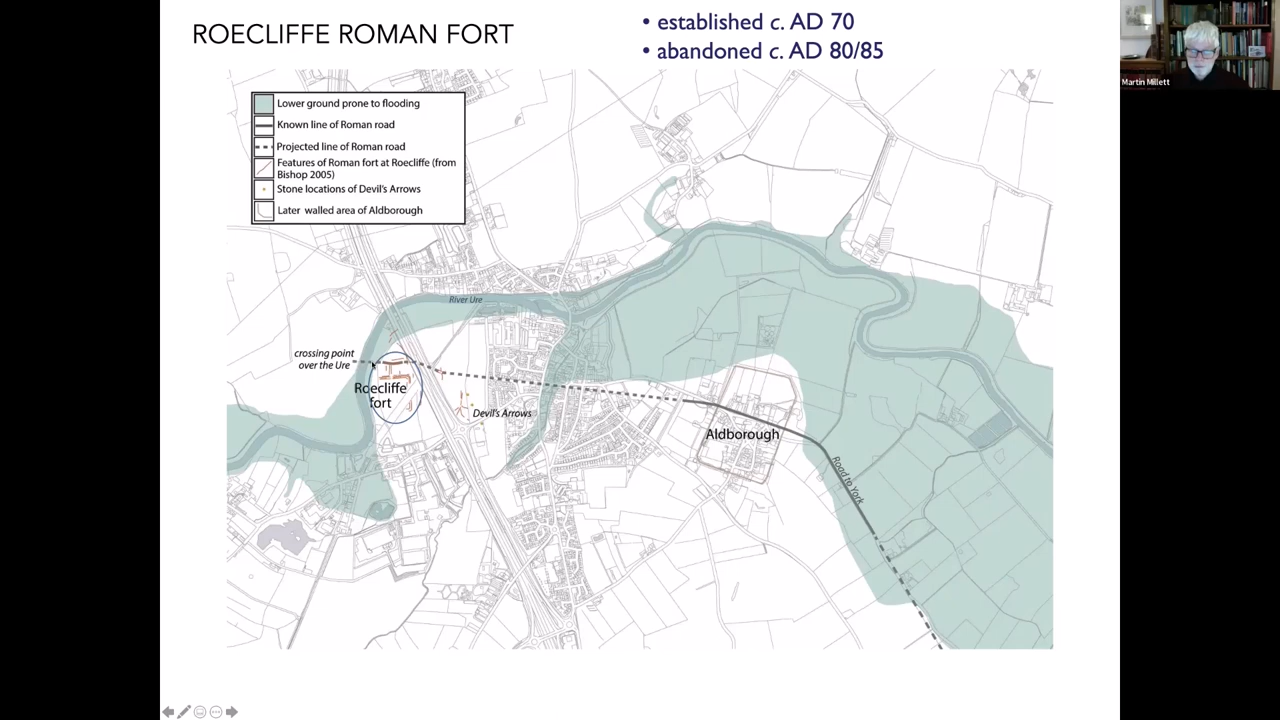 ROECLIFFE ROMAN FORT
• established c. AD 70
• abandoned c. AD 80/85
Martin Millett
Lower ground prone to flooding
Known line of Roman road
Projected line of Roman road
Features of Roman fort at Roecliffe (from
Bishop 2005)
Stone locations of Devil's Arrows
Later walled area of Aldborough
River Ure
crossing point
over the Ure
Roecliffe
fort
Devil's Arrows
Aldborough
Road to York